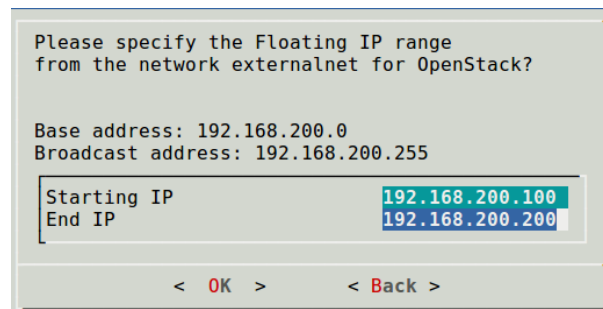 Please specify the Floating IP range
from the network externalnet for OpenStack?
Base address: 192.168.200.0
Broadcast address: 192.168.200.255
Starting IP 192.168.200.100
End IP 192.168.200.200
< OK > < Back >